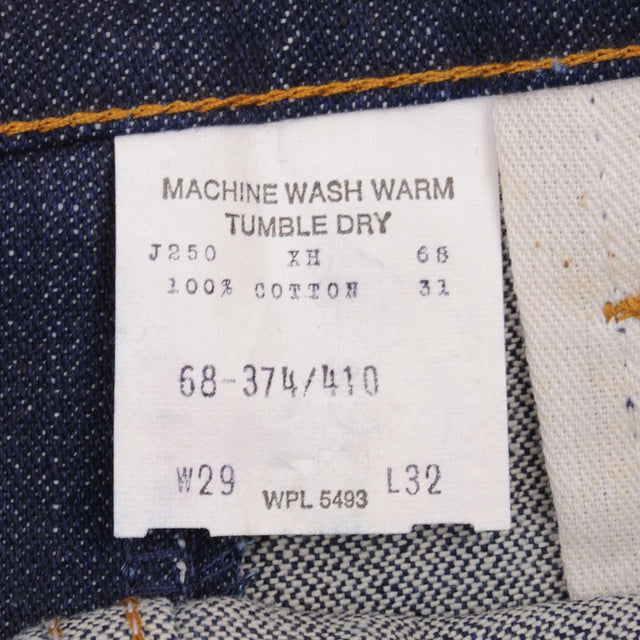 MACHINE WASH WARM
TUMBLE DRY
J250 XH 68
100% COTTON 31
68-374/410
W29 WPL 5493 L32